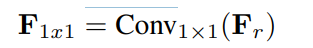 F₁ₓ₁ = Conv₁×₁(Fᵣ)